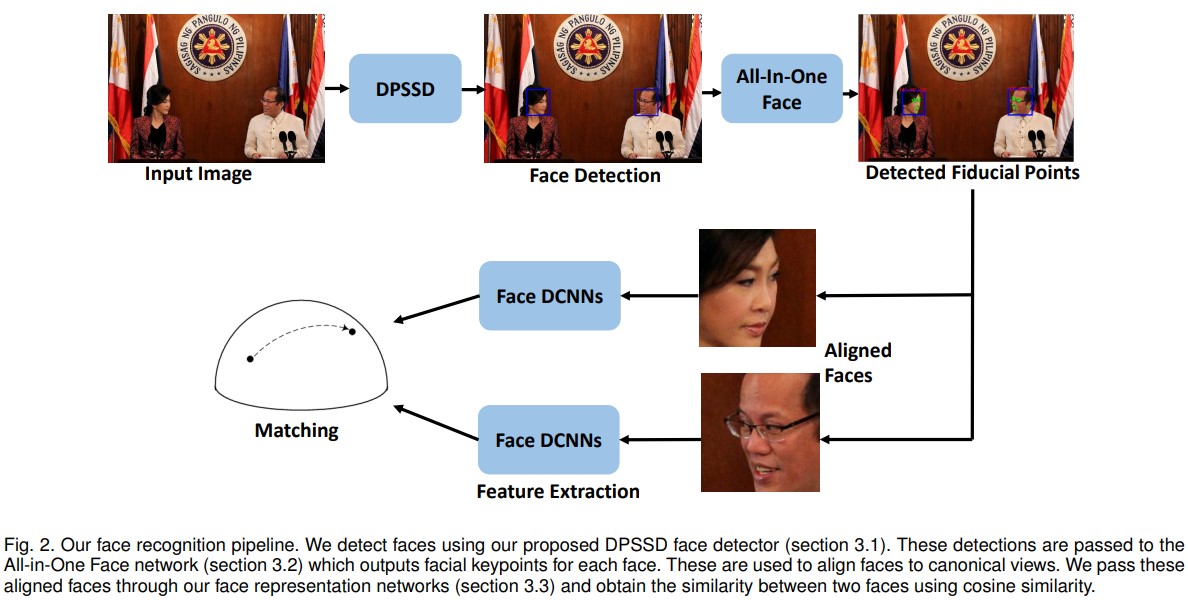 SAGISAG NG PANGULO NG PILIPINAS
SAGISAG NG PANGULO NG PILIPINAS
SAGISAG NG PANGULO NG PILIPINAS
DPSSD
All-In-One
Face
Input Image
Face Detection
Detected Fiducial Points
Face DCNNs
Aligned
Faces
Matching
Face DCNNs
Feature Extraction
Fig. 2. Our face recognition pipeline. We detect faces using our proposed DPSSD face detector (section 3.1). These detections are passed to the
All-in-One Face network (section 3.2) which outputs facial keypoints for each face. These are used to align faces to canonical views. We pass these
aligned faces through our face representation networks (section 3.3) and obtain the similarity between two faces using cosine similarity.